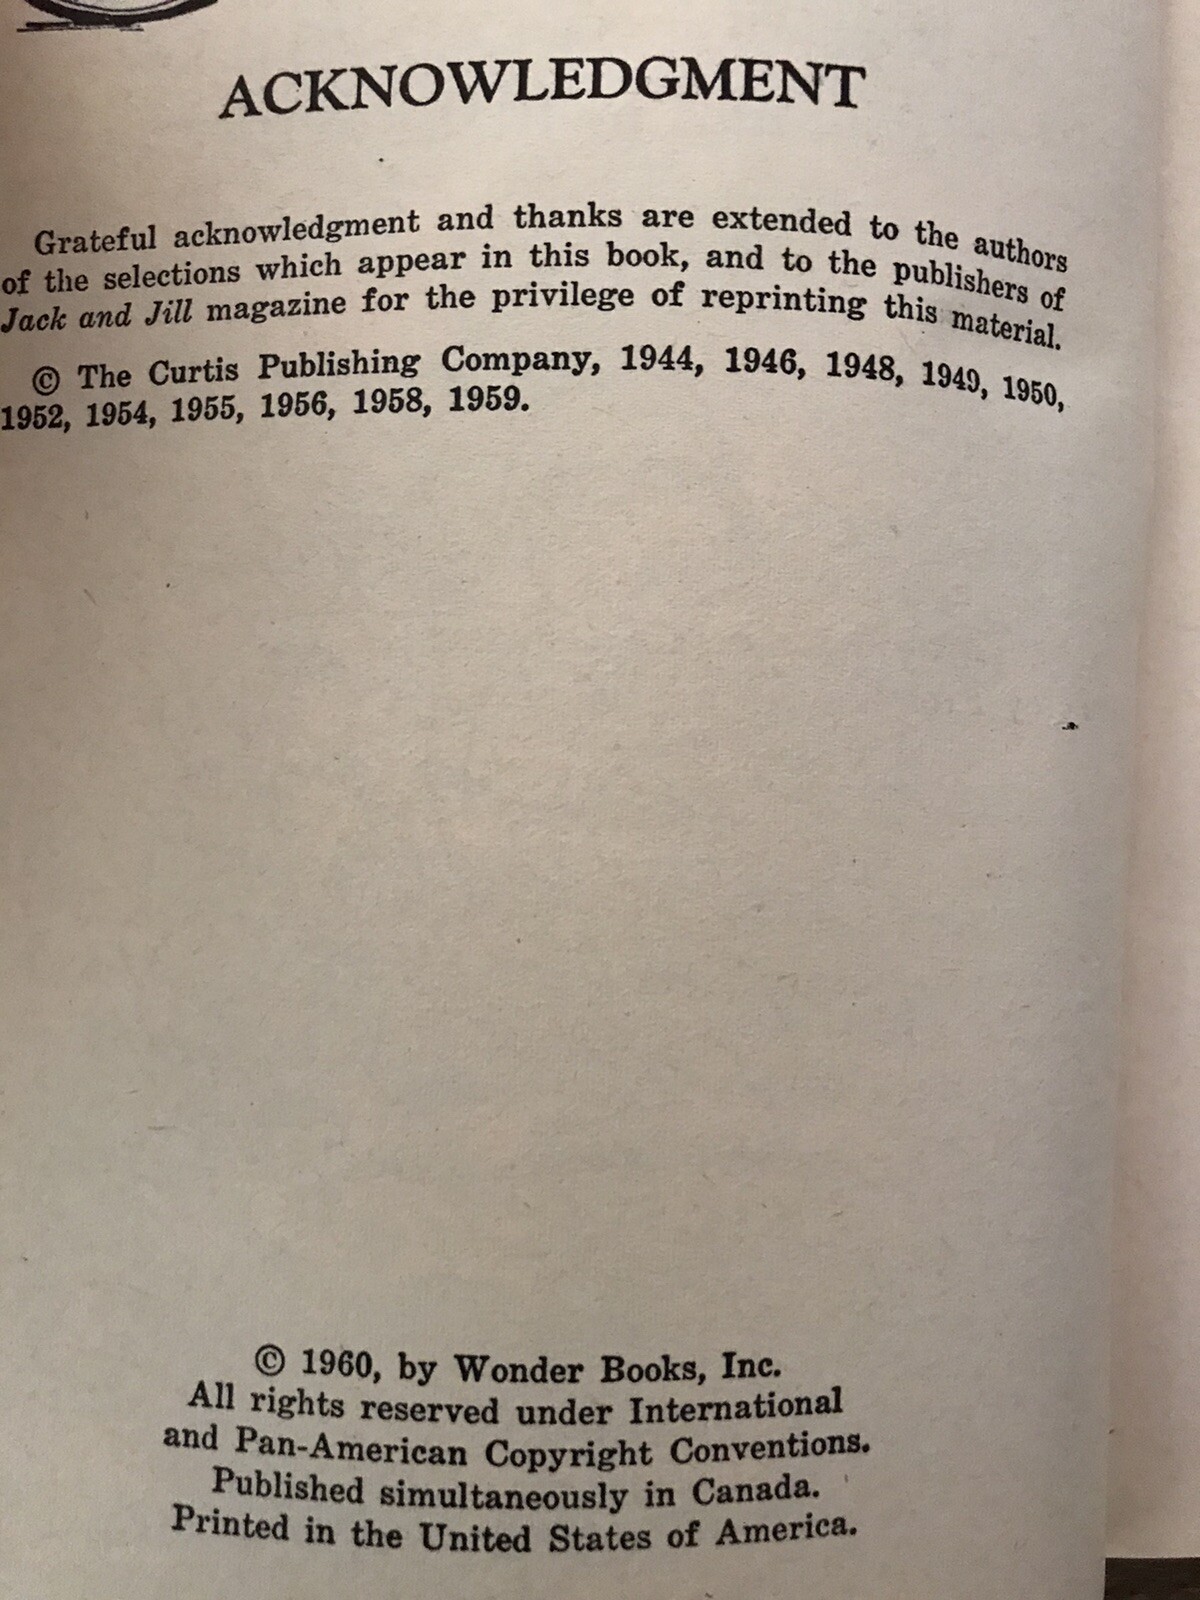 ACKNOWLEDGMENT
Grateful acknowledgment and thanks are extended to the authors
of the selections which appear in this book, and to the publishers of
Jack and Jill magazine for the privilege of reprinting this material.
© The Curtis Publishing Company, 1944, 1946, 1948, 1949, 1950,
1952, 1954, 1955, 1956, 1958, 1959.
© 1960, by Wonder Books, Inc.
All rights reserved under International
and Pan-American Copyright Conventions.
Published simultaneously in Canada.
Printed in the United States of America.